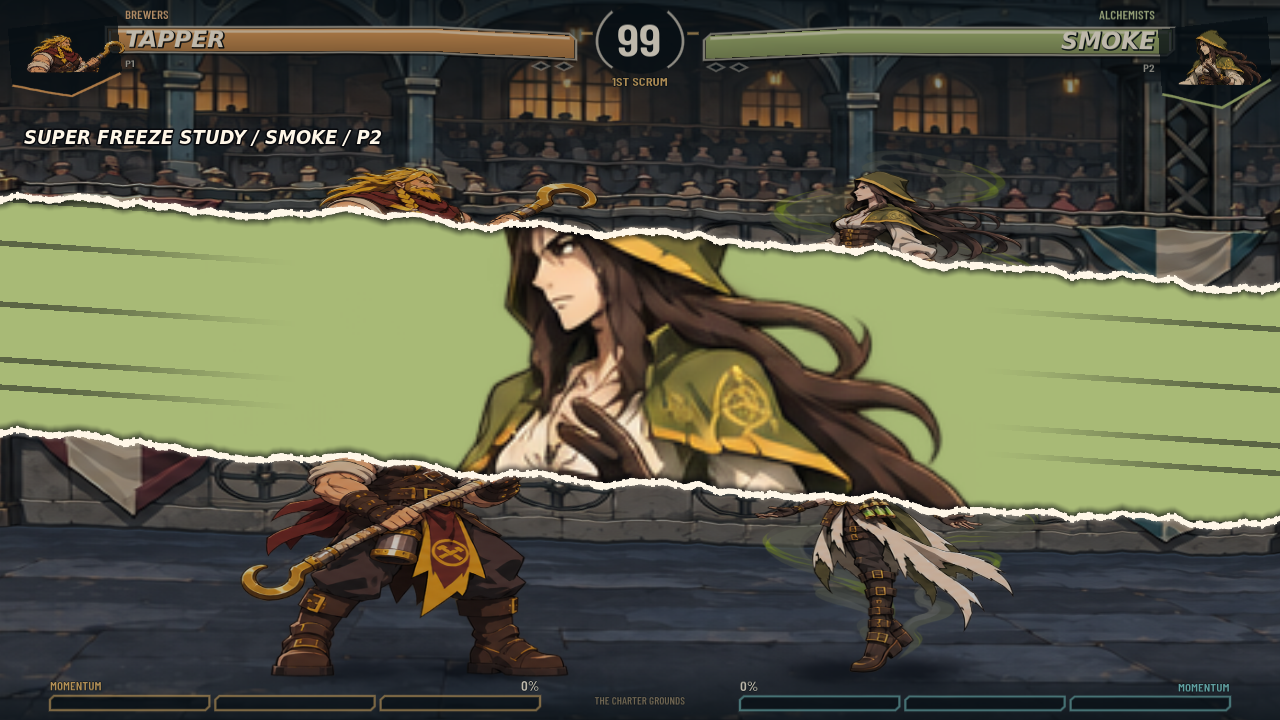 BREWERS
TAPPER
P1
99
1ST SCRUM
ALCHEMISTS
SMOKE
P2
SUPER FREEZE STUDY / SMOKE / P2
MOMENTUM
0%
THE CHARTER GROUNDS
0%
MOMENTUM